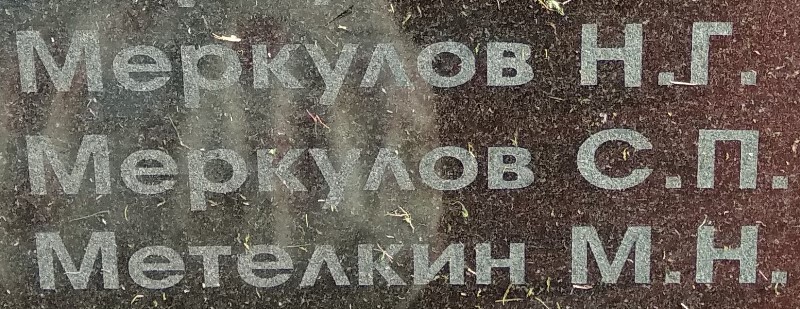 Меркулов Н.Г.
Меркулов С.П.
Метелкин М.Н.